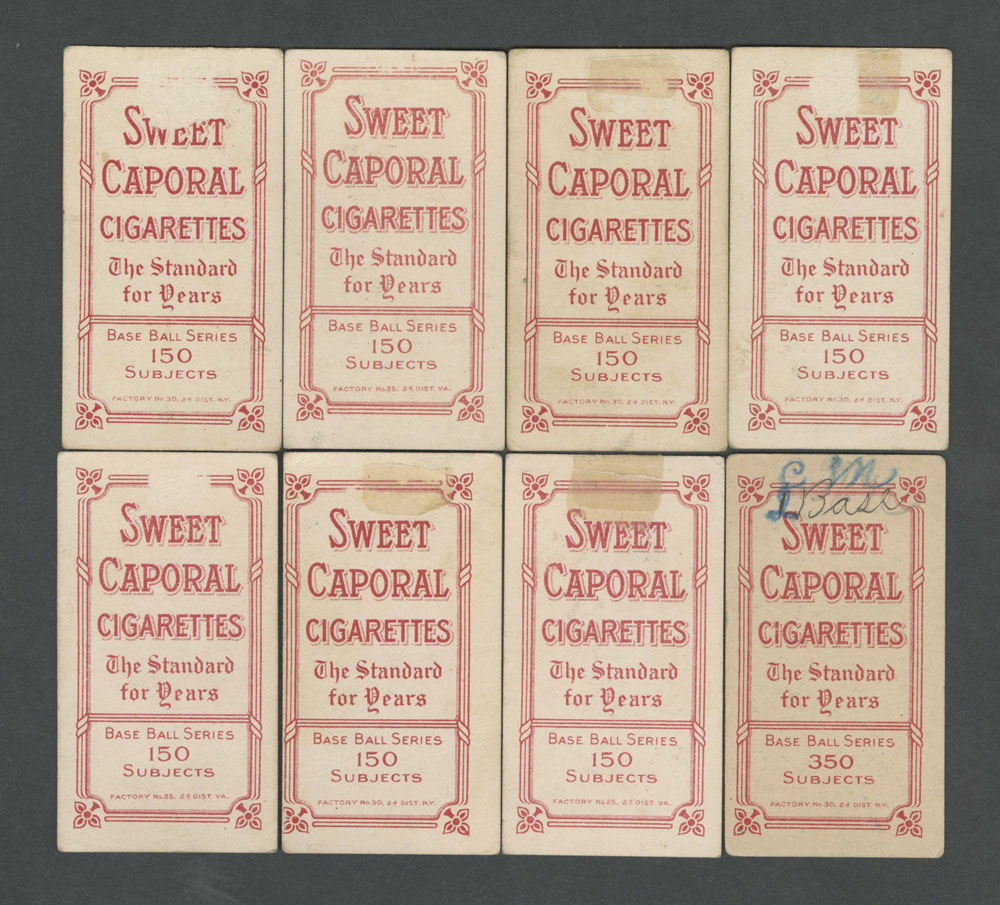 SWEET
CAPORAL
CIGARETTES
The Standard
for Years
BASE BALL SERIES
150
SUBJECTS
FACTORY No. 30, 2d DIST. N.Y.
SWEET
CAPORAL
CIGARETTES
The Standard
for Years
BASE BALL SERIES
150
SUBJECTS
FACTORY No. 25, 2d DIST. VA.
SWEET
CAPORAL
CIGARETTES
The Standard
for Years
BASE BALL SERIES
150
SUBJECTS
FACTORY No. 30, 2d DIST. N.Y.
SWEET
CAPORAL
CIGARETTES
The Standard
for Years
BASE BALL SERIES
150
SUBJECTS
FACTORY No. 30, 2d DIST. N.Y.
SWEET
CAPORAL
CIGARETTES
The Standard
for Years
BASE BALL SERIES
150
SUBJECTS
FACTORY No. 25, 2d DIST. VA.
SWEET
CAPORAL
CIGARETTES
The Standard
for Years
BASE BALL SERIES
150
SUBJECTS
FACTORY No. 30, 2d DIST. N.Y.
SWEET
CAPORAL
CIGARETTES
The Standard
for Years
BASE BALL SERIES
150
SUBJECTS
FACTORY No. 25, 2d DIST. VA.
Base
SWEET
CAPORAL
CIGARETTES
The Standard
for Years
BASE BALL SERIES
350
SUBJECTS
FACTORY No. 30, 2d DIST. N.Y.